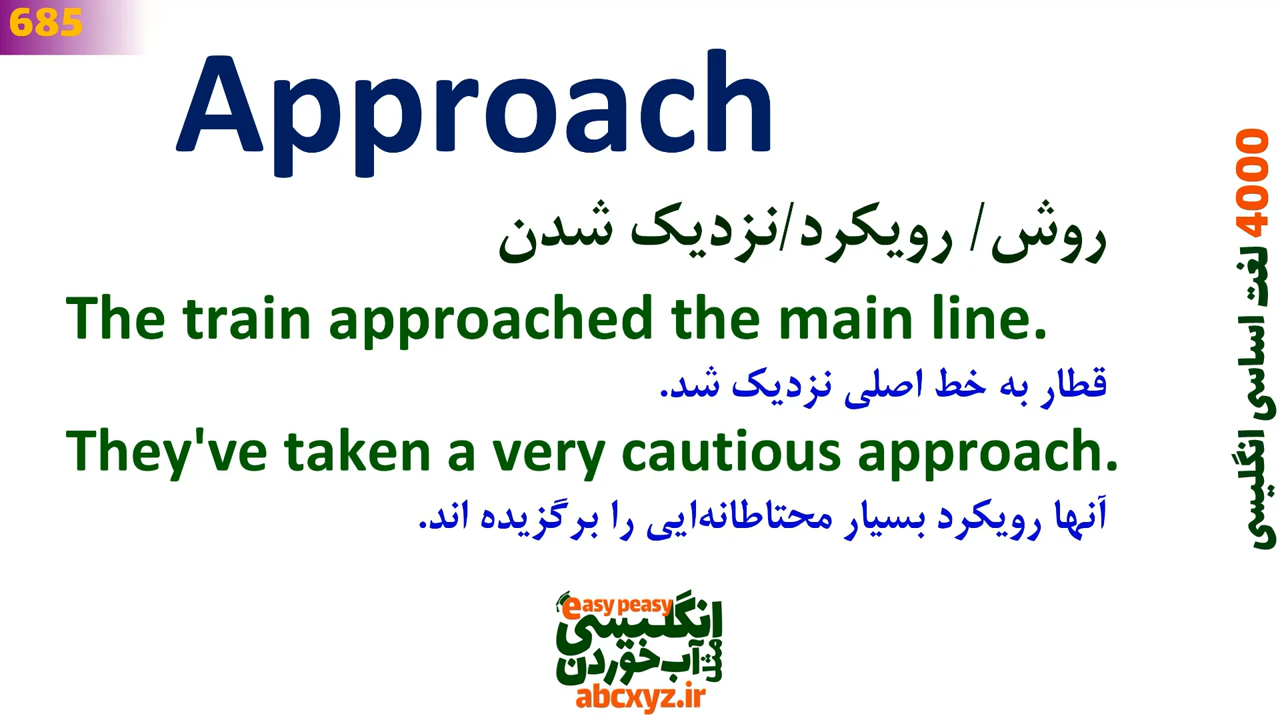 685
Approach
روش/ رویکرد/نزدیک شدن
The train approached the main line.
قطار به خط اصلی نزدیک شد.
They've taken a very cautious approach.
آنها رویکرد بسیار محتاطانه‌ایی را برگزیده اند.
4000 لغت اساسی انگلیسی
easy peasy
انگلیسی
مثل
آب خوردن
abcxyz.ir